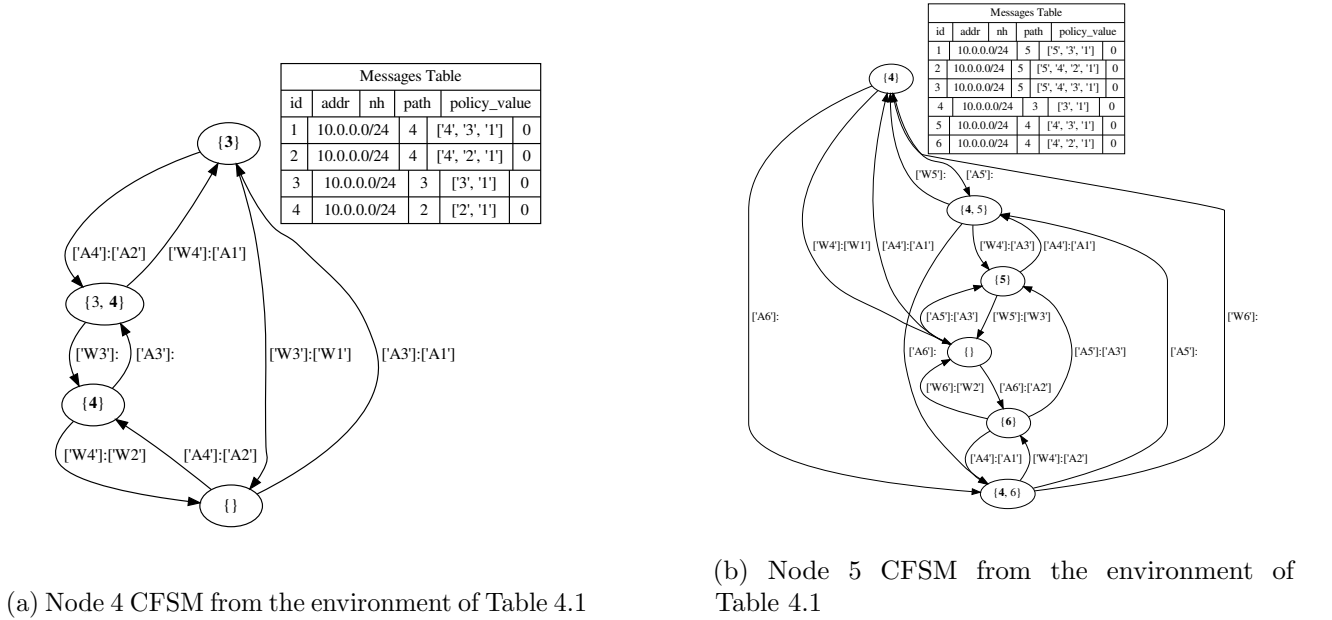 Messages Table
id addr nh path policy_value
1 10.0.0.0/24 4 ['4', '3', '1'] 0
2 10.0.0.0/24 4 ['4', '2', '1'] 0
3 10.0.0.0/24 3 ['3', '1'] 0
4 10.0.0.0/24 2 ['2', '1'] 0
{3}
['A4']:['A2'] ['W4']:['A1']
{3, 4}
['W3']: ['A3']: ['W3']:['W1'] ['A3']:['A1']
{4}
['W4']:['W2'] ['A4']:['A2']
{}
(a) Node 4 CFSM from the environment of Table 4.1
Messages Table
id addr nh path policy_value
1 10.0.0.0/24 5 ['5', '3', '1'] 0
2 10.0.0.0/24 5 ['5', '4', '2', '1'] 0
3 10.0.0.0/24 5 ['5', '4', '3', '1'] 0
4 10.0.0.0/24 3 ['3', '1'] 0
5 10.0.0.0/24 4 ['4', '3', '1'] 0
6 10.0.0.0/24 4 ['4', '2', '1'] 0
{4}
['W5']: ['A5']:
{4, 5}
['W4']:['W1'] ['A4']:['A1'] ['W4']:['A3'] ['A4']:['A1']
{5}
['A6']: ['A5']:['A3'] ['W5']:['W3'] ['W6']:
{}
['A6']: ['A5']:['A3'] ['A5']:
['W6']:['W2'] ['A6']:['A2']
{6}
['A4']:['A1'] ['W4']:['A2']
{4, 6}
(b) Node 5 CFSM from the environment of
Table 4.1